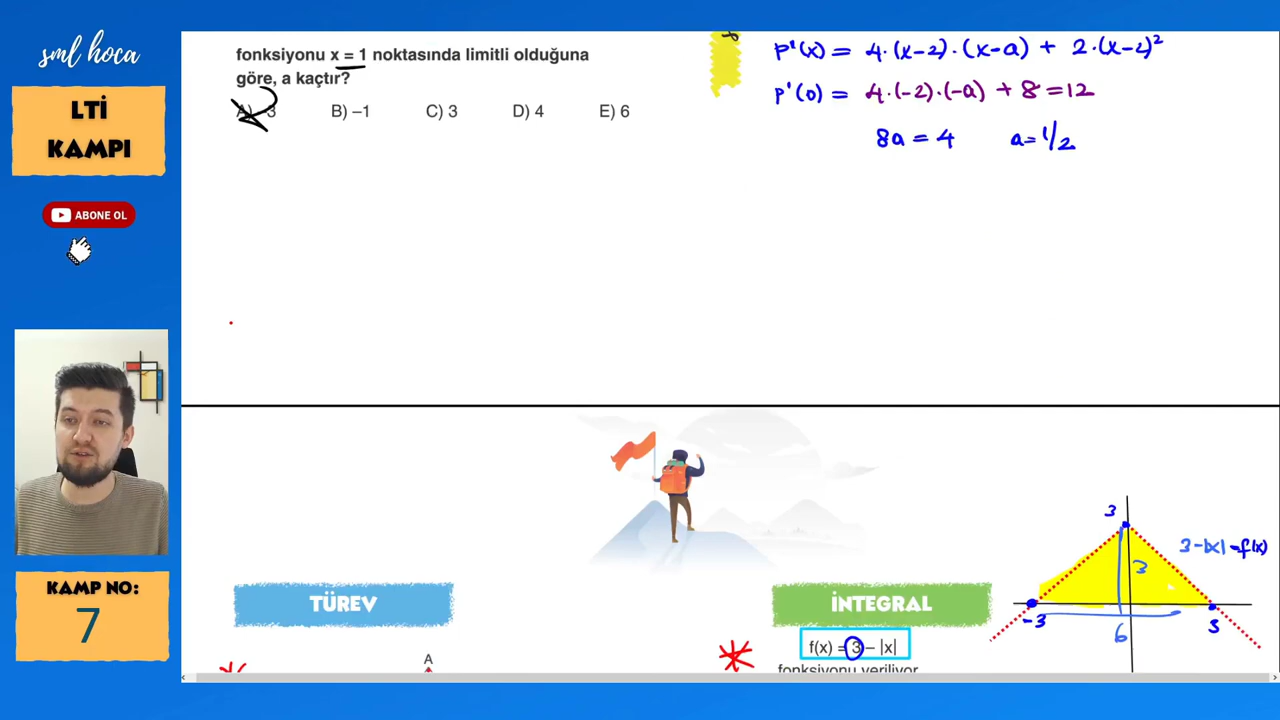 sml hoca
LTİ
KAMPI
ABONE OL
KAMP NO:
7
fonksiyonu x = 1 noktasında limitli olduğuna
göre, a kaçtır?
B) –1 C) 3 D) 4 E) 6
p'(x) = 4·(x-2)·(x-a) + 2·(x-2)²
p'(0) = 4·(-2)·(-a) + 8 = 12
8a = 4 a = 1/2
3
3-|x| = f(x)
3
-3 3
6
TÜREV
İNTEGRAL
f(x) = 3 – |x|
fonksiyonu veriliyor
A